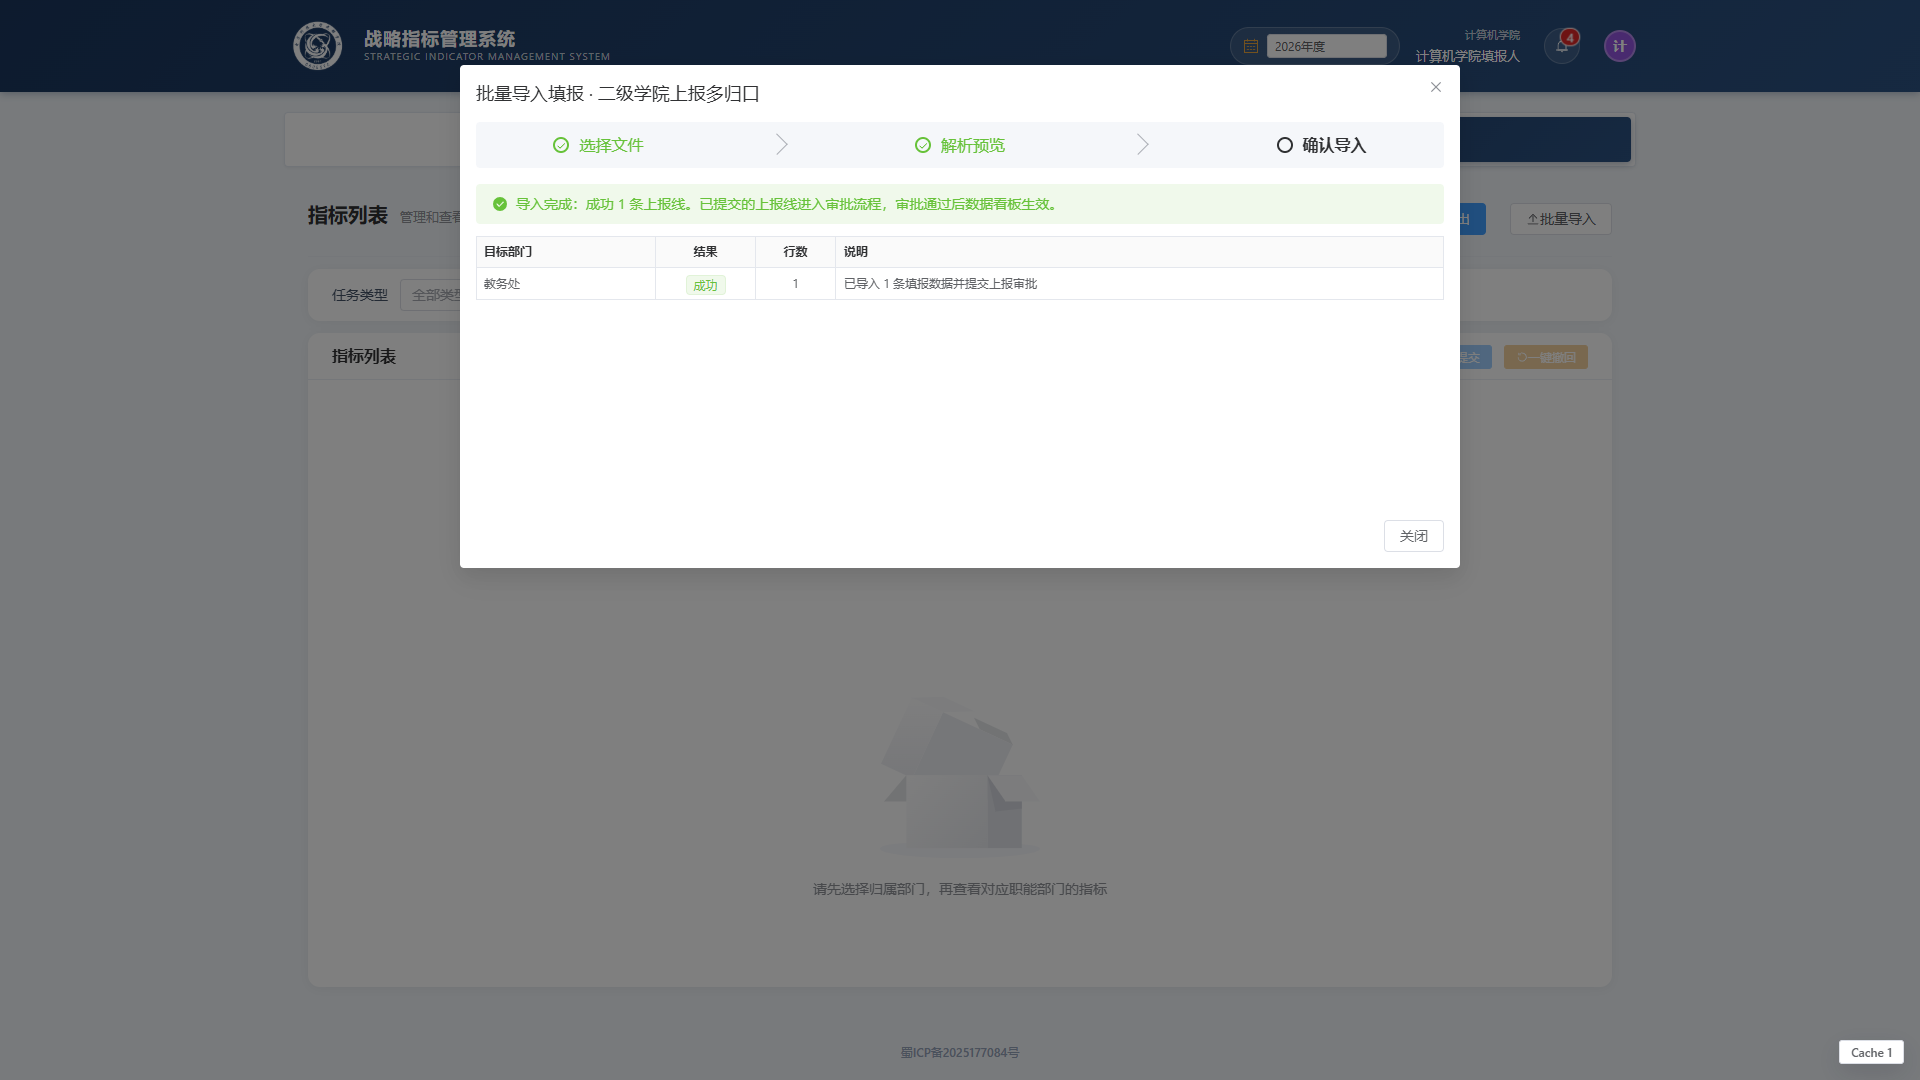 战略指标管理系统
STRATEGIC INDICATOR MANAGEMENT SYSTEM
2026年度
计算机学院
计算机学院填报人
4
计
批量导入填报 · 二级学院上报多归口
选择文件
解析预览
确认导入
导入完成：成功 1 条上报线。已提交的上报线进入审批流程，审批通过后数据看板生效。
目标部门 结果 行数 说明
教务处 成功 1 已导入 1 条填报数据并提交上报审批
关闭
指标列表 管理和查看
出
批量导入
任务类型 全部类型
指标列表
提交
一键撤回
请先选择归属部门，再查看对应职能部门的指标
蜀ICP备2025177084号
Cache 1